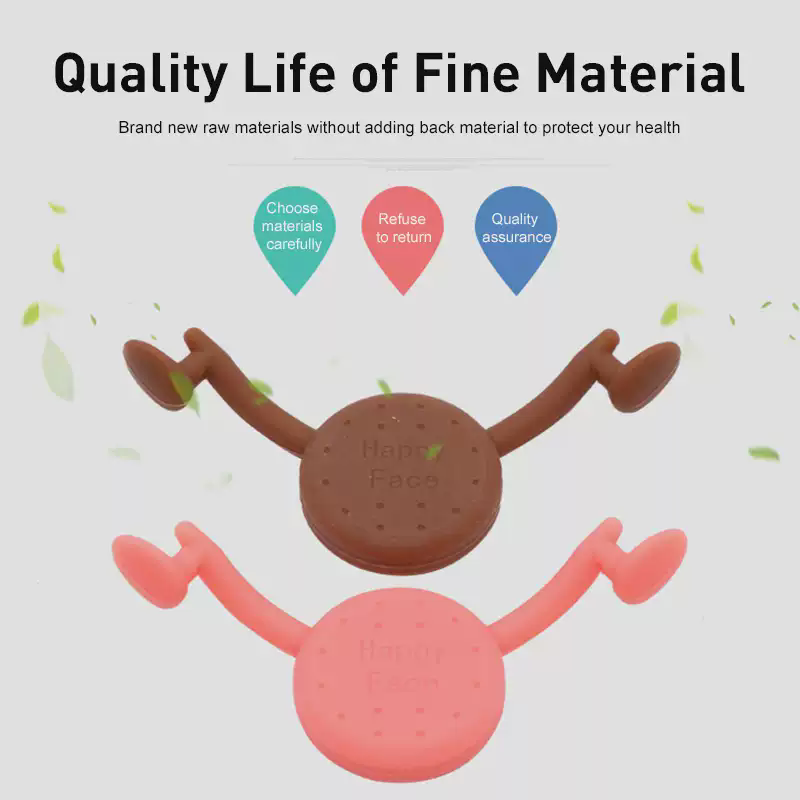 Quality Life of Fine Material
Brand new raw materials without adding back material to protect your health
Choose
materials
carefully
Refuse
to return
Quality
assurance
Happy
Face
Happy
Face